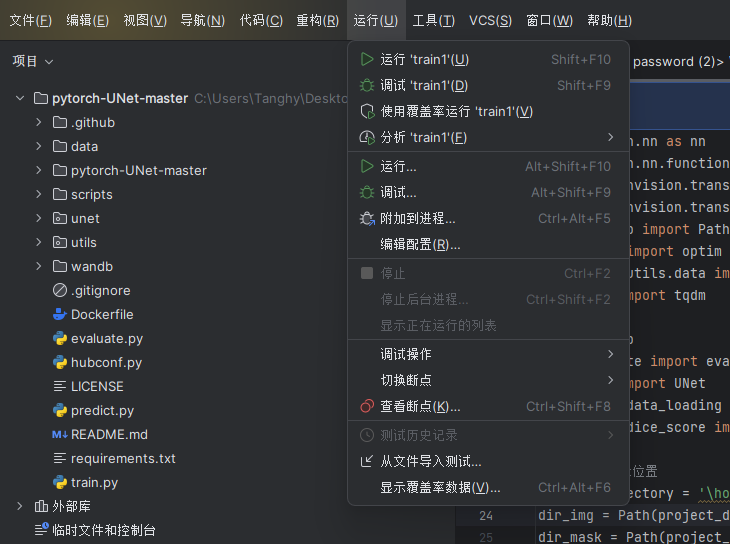 文件(F) 编辑(E) 视图(V) 导航(N) 代码(C) 重构(R) 运行(U) 工具(T) VCS(S) 窗口(W) 帮助(H)
项目
pytorch-UNet-master C:\Users\Tanghy\Deskto
.github
data
pytorch-UNet-master
scripts
unet
utils
wandb
.gitignore
Dockerfile
evaluate.py
hubconf.py
LICENSE
predict.py
README.md
requirements.txt
train.py
外部库
临时文件和控制台
运行 'train1'(U) Shift+F10
调试 'train1'(D) Shift+F9
使用覆盖率运行 'train1'(V)
分析 'train1'(F)
运行... Alt+Shift+F10
调试... Alt+Shift+F9
附加到进程... Ctrl+Alt+F5
编辑配置(R)...
停止 Ctrl+F2
停止后台进程... Ctrl+Shift+F2
显示正在运行的列表
调试操作
切换断点
查看断点(K)... Ctrl+Shift+F8
测试历史记录
从文件导入测试...
显示覆盖率数据(V)... Ctrl+Alt+F6
password (2)>
n.nn as nn
n.nn.function
nvision.trans
nvision.trans
import Path
import optim
utils.data im
mport tqdm
te import eva
mport UNet
data_loading
dice_score im
位置
ectory = '\ho
24 dir_img = Path(project_d
25 dir_mask = Path(project_